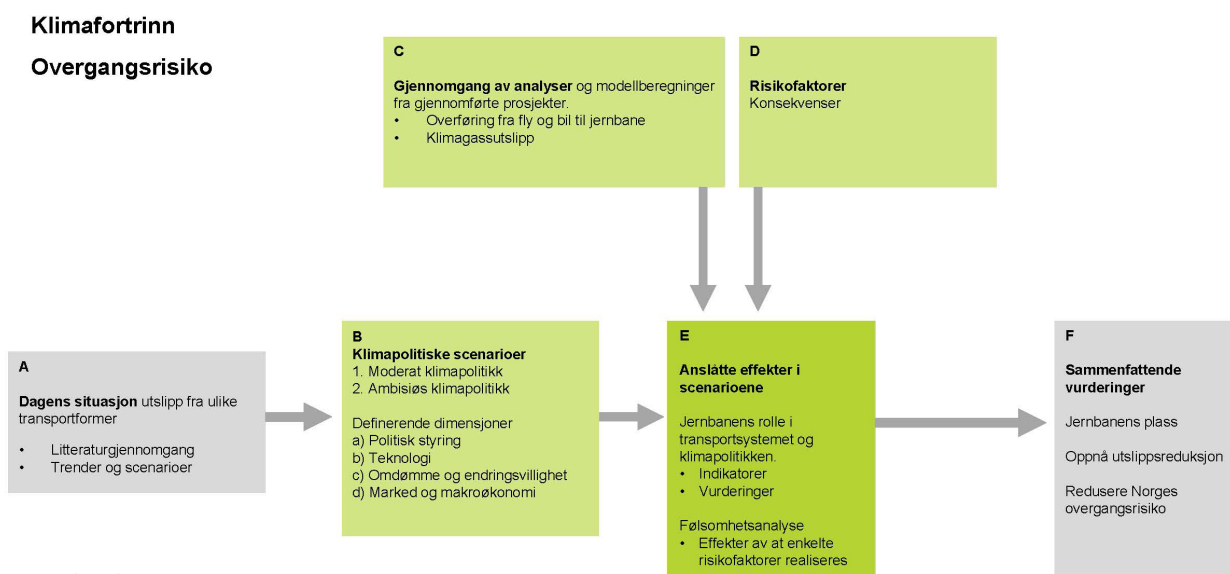 Klimafortrinn
Overgangsrisiko
C
Gjennomgang av analyser og modellberegninger
fra gjennomførte prosjekter.
• Overføring fra fly og bil til jernbane
• Klimagassutslipp
D
Risikofaktorer
Konsekvenser
A
Dagens situasjon utslipp fra ulike
transportformer
• Litteraturgjennomgang
• Trender og scenarioer
B
Klimapolitiske scenarioer
1. Moderat klimapolitikk
2. Ambisiøs klimapolitikk
Definerende dimensjoner
a) Politisk styring
b) Teknologi
c) Omdømme og endringsvillighet
d) Marked og makroøkonomi
E
Anslåtte effekter i
scenarioene
Jernbanens rolle i
transportsystemet og
klimapolitikken.
• Indikatorer
• Vurderinger
Følsomhetsanalyse
• Effekter av at enkelte
risikofaktorer realiseres
F
Sammenfattende
vurderinger
Jernbanens plass
Oppnå utslippsreduksjon
Redusere Norges
overgangsrisiko